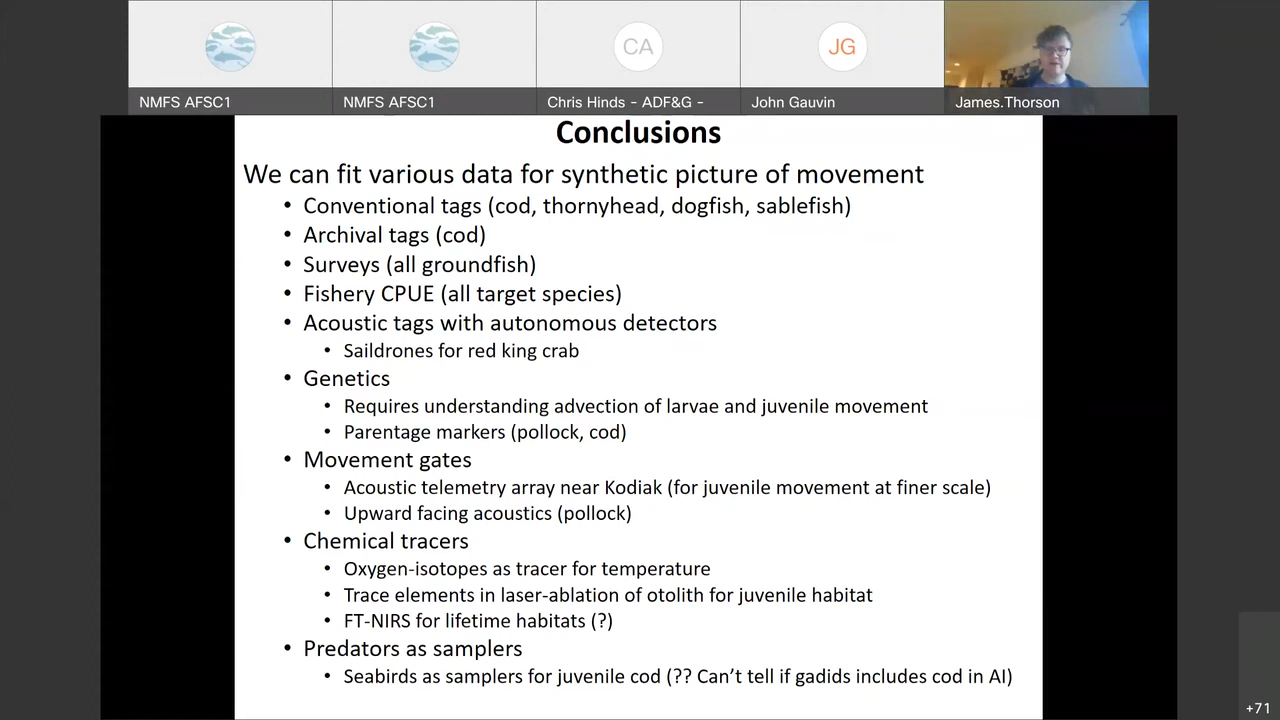 CA
JG
NMFS AFSC1
NMFS AFSC1
Chris Hinds - ADF&G -
John Gauvin
James.Thorson
Conclusions
We can fit various data for synthetic picture of movement
• Conventional tags (cod, thornyhead, dogfish, sablefish)
• Archival tags (cod)
• Surveys (all groundfish)
• Fishery CPUE (all target species)
• Acoustic tags with autonomous detectors
• Saildrones for red king crab
• Genetics
• Requires understanding advection of larvae and juvenile movement
• Parentage markers (pollock, cod)
• Movement gates
• Acoustic telemetry array near Kodiak (for juvenile movement at finer scale)
• Upward facing acoustics (pollock)
• Chemical tracers
• Oxygen-isotopes as tracer for temperature
• Trace elements in laser-ablation of otolith for juvenile habitat
• FT-NIRS for lifetime habitats (?)
• Predators as samplers
• Seabirds as samplers for juvenile cod (?? Can’t tell if gadids includes cod in AI)
+71